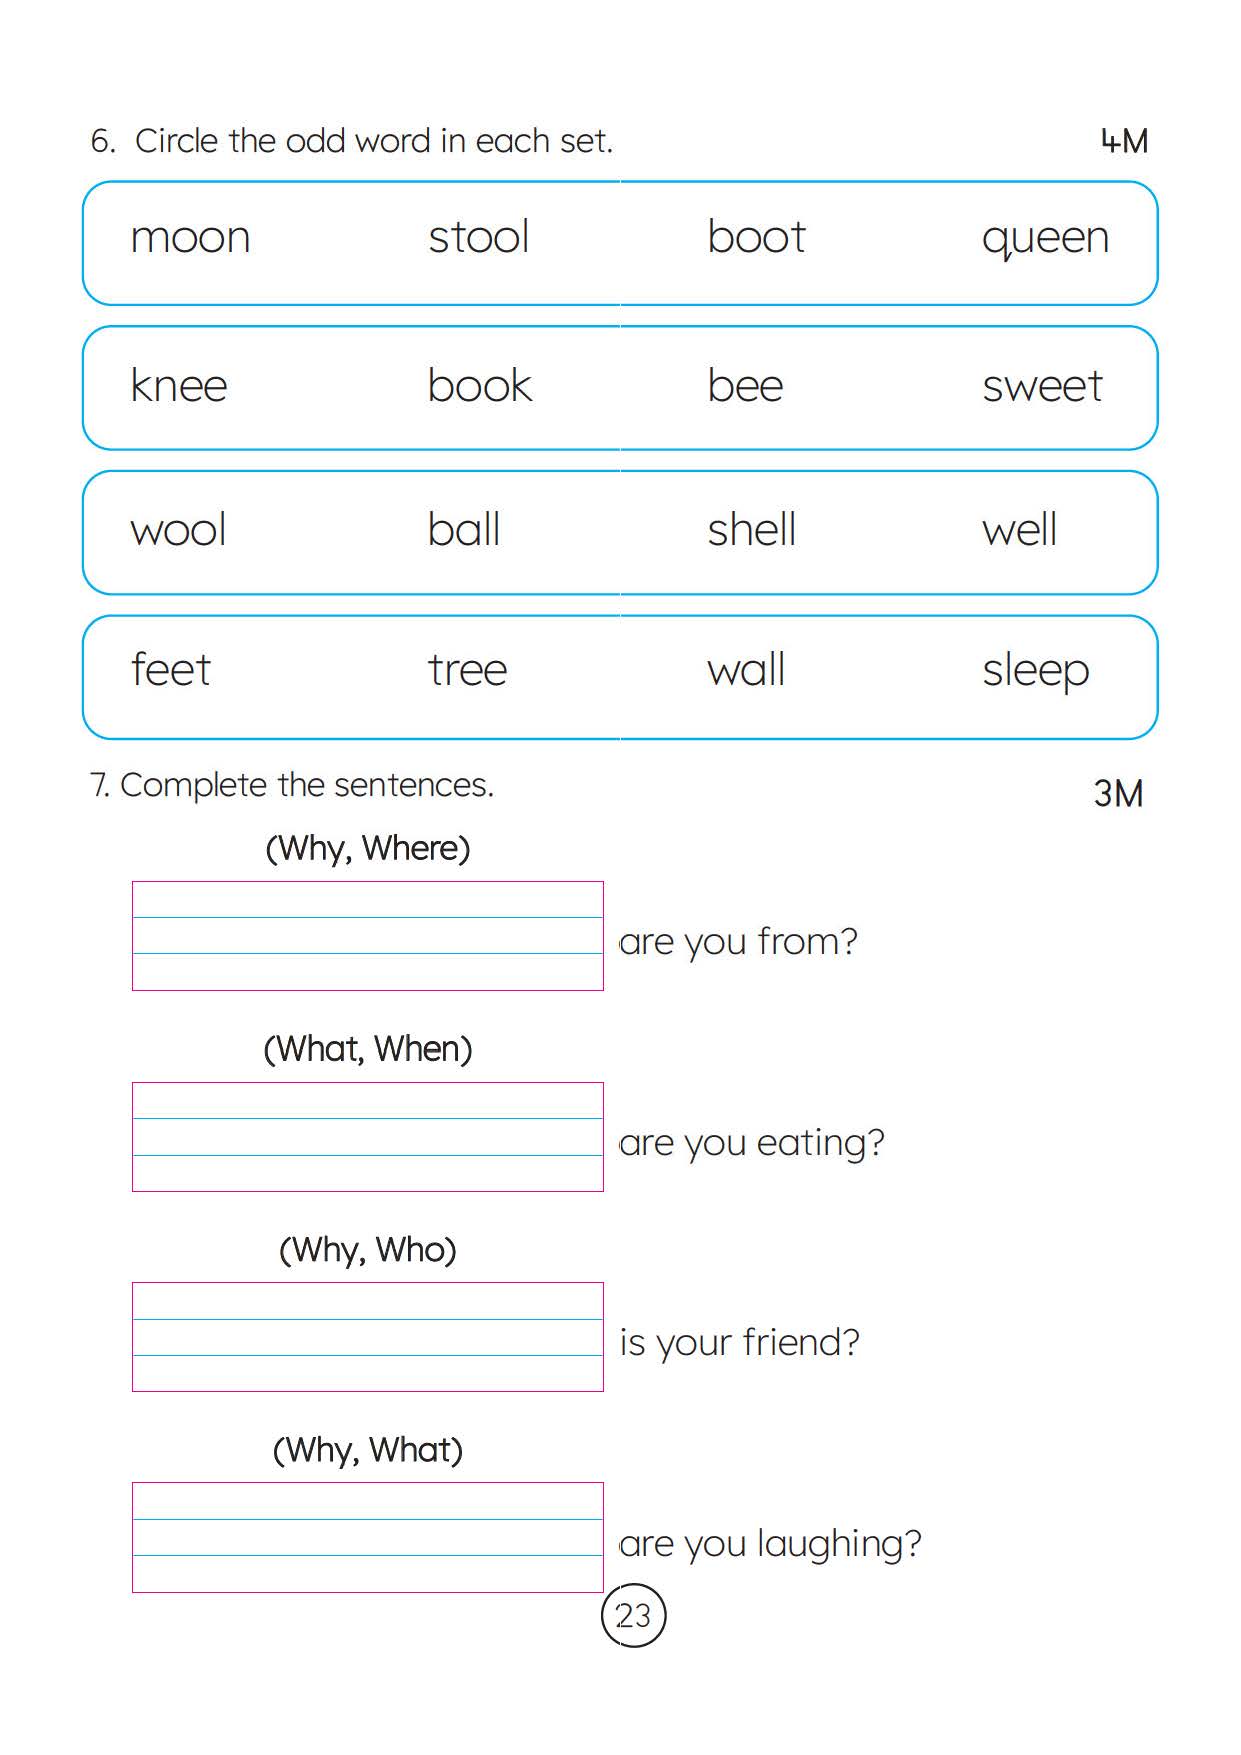 6. Circle the odd word in each set. 4M
moon stool boot queen
knee book bee sweet
wool ball shell well
feet tree wall sleep
7. Complete the sentences. 3M
(Why, Where)
are you from?
(What, When)
are you eating?
(Why, Who)
is your friend?
(Why, What)
are you laughing?
23